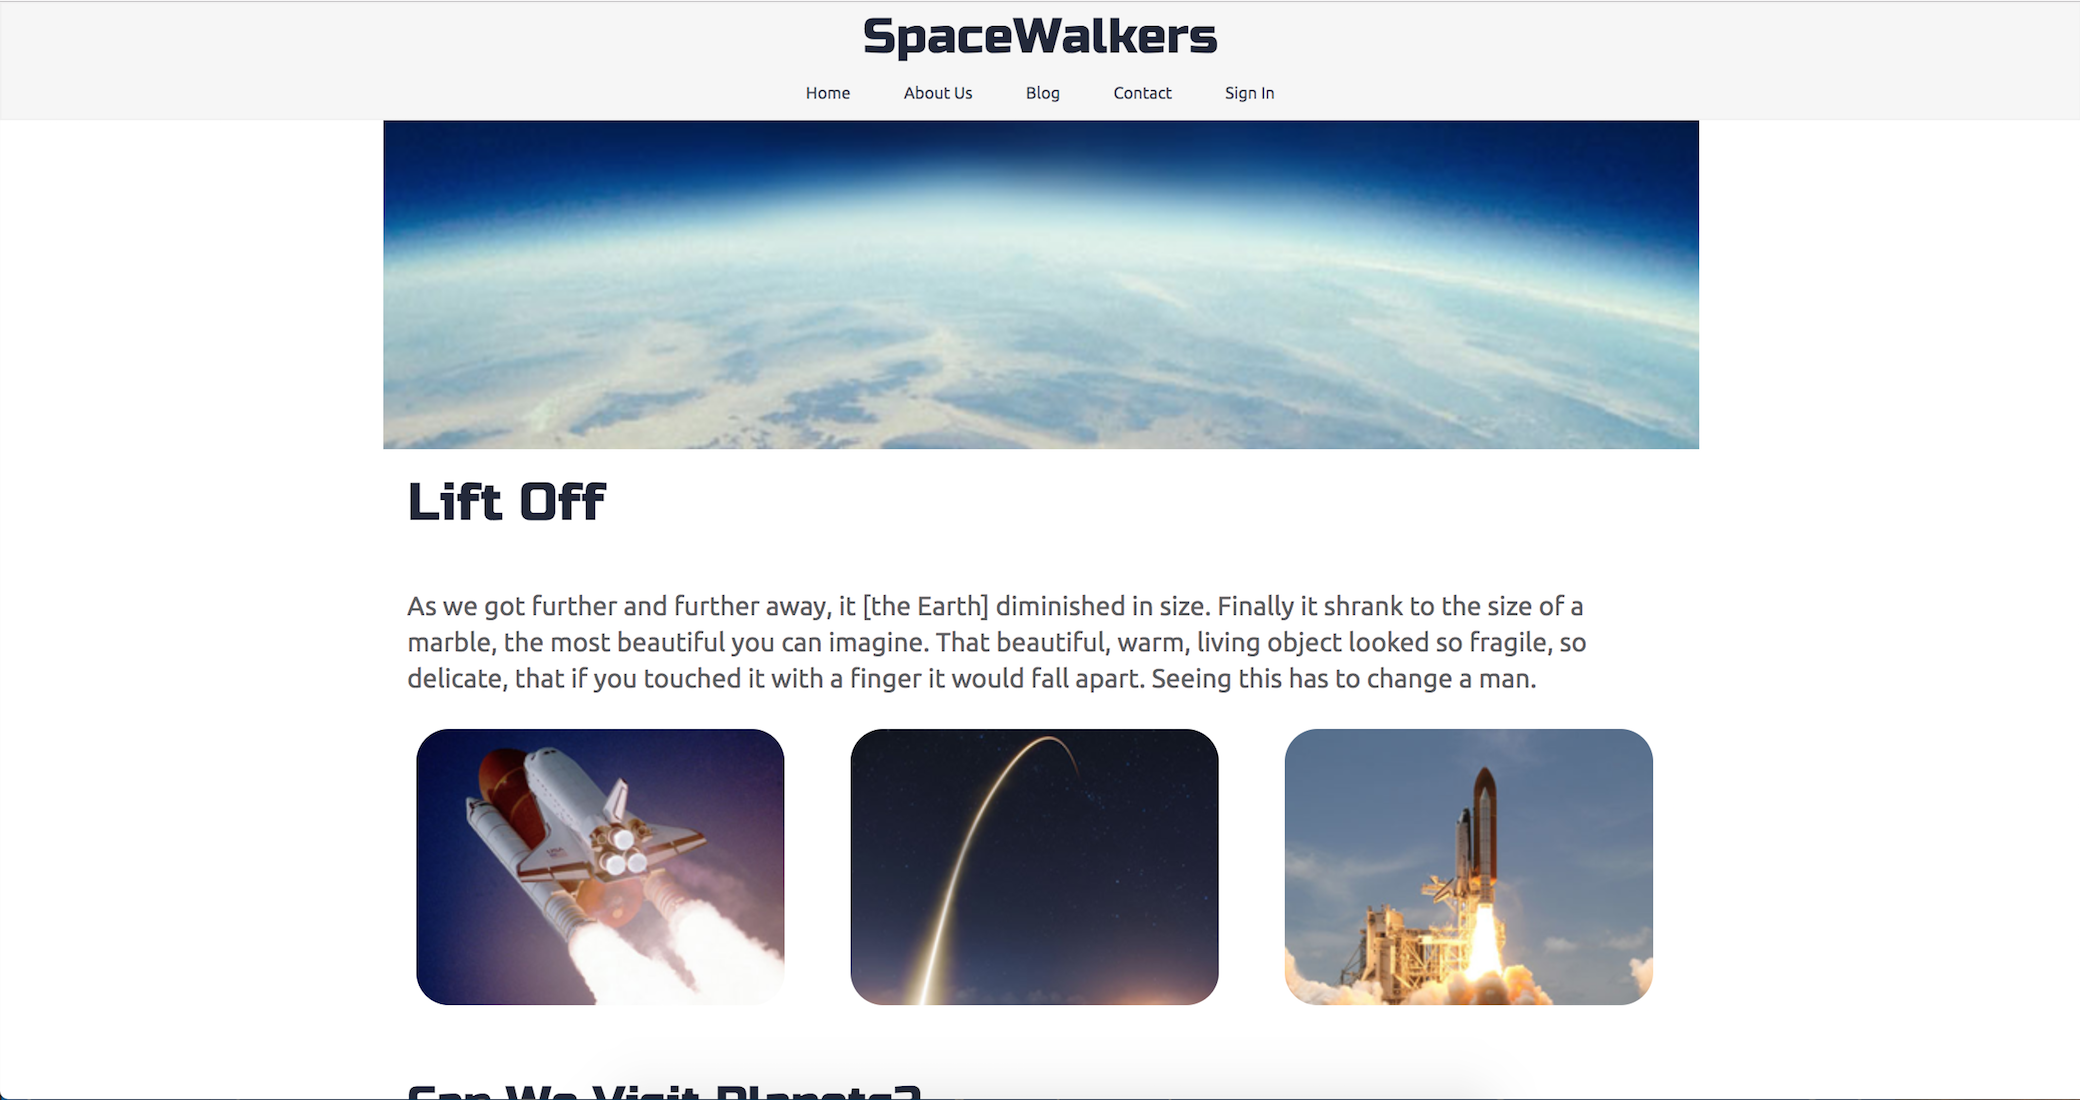 SpaceWalkers
Home About Us Blog Contact Sign In
Lift Off
As we got further and further away, it [the Earth] diminished in size. Finally it shrank to the size of a
marble, the most beautiful you can imagine. That beautiful, warm, living object looked so fragile, so
delicate, that if you touched it with a finger it would fall apart. Seeing this has to change a man.
Can We Visit Planets?